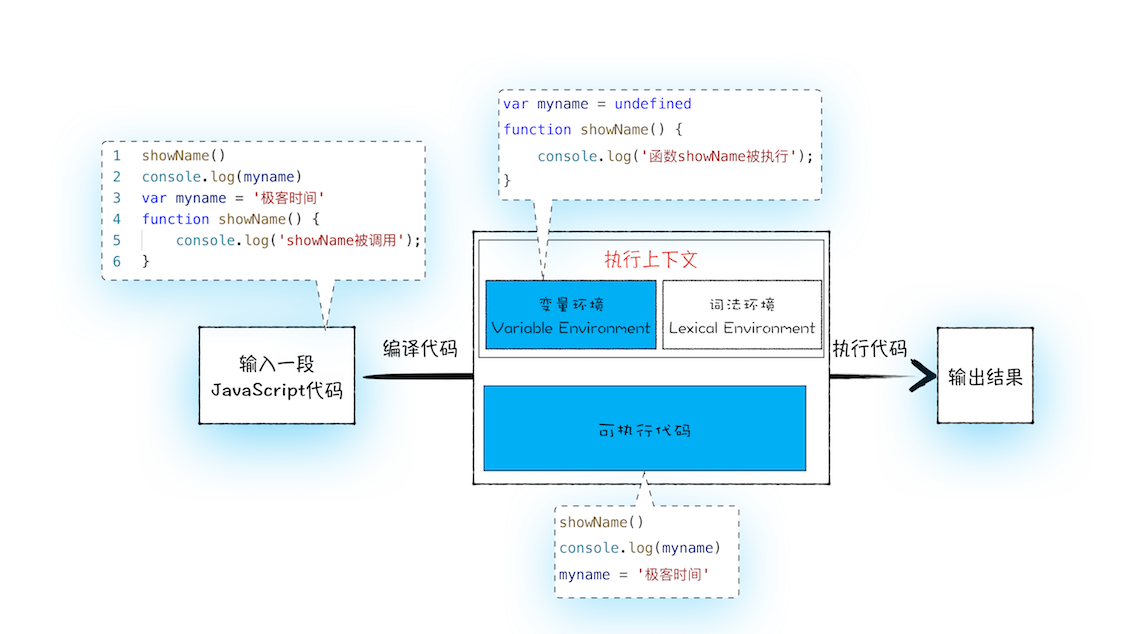 var myname = undefined
function showName() {
    console.log('函数showName被执行');
}
1 showName()
2 console.log(myname)
3 var myname = '极客时间'
4 function showName() {
5     console.log('showName被调用');
6 }
执行上下文
变量环境
Variable Environment
词法环境
Lexical Environment
输入一段
JavaScript代码
编译代码
执行代码
输出结果
可执行代码
showName()
console.log(myname)
myname = '极客时间'